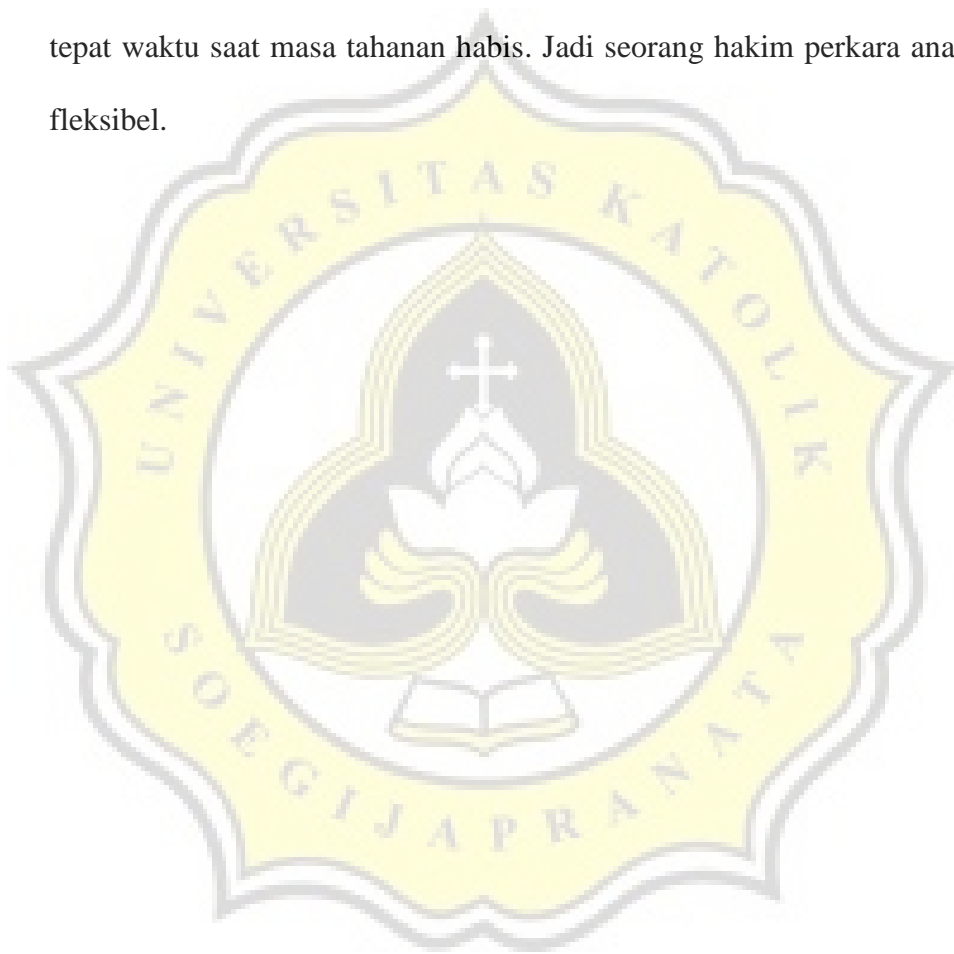 tepat waktu saat masa tahanan habis. Jadi seorang hakim perkara ana
fleksibel.
UNIVERSITAS KATOLIK
SOEGIJAPRANATA